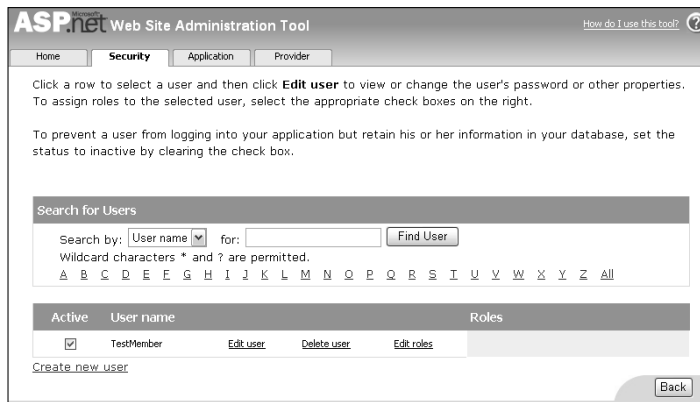 Microsoft
ASP.net Web Site Administration Tool
How do I use this tool? ?
Home Security Application Provider
Click a row to select a user and then click Edit user to view or change the user's password or other properties.
To assign roles to the selected user, select the appropriate check boxes on the right.
To prevent a user from logging into your application but retain his or her information in your database, set the
status to inactive by clearing the check box.
Search for Users
Search by: User name for: Find User
Wildcard characters * and ? are permitted.
A B C D E F G H I J K L M N O P Q R S T U V W X Y Z All
Active User name Roles
TestMember Edit user Delete user Edit roles
Create new user
Back